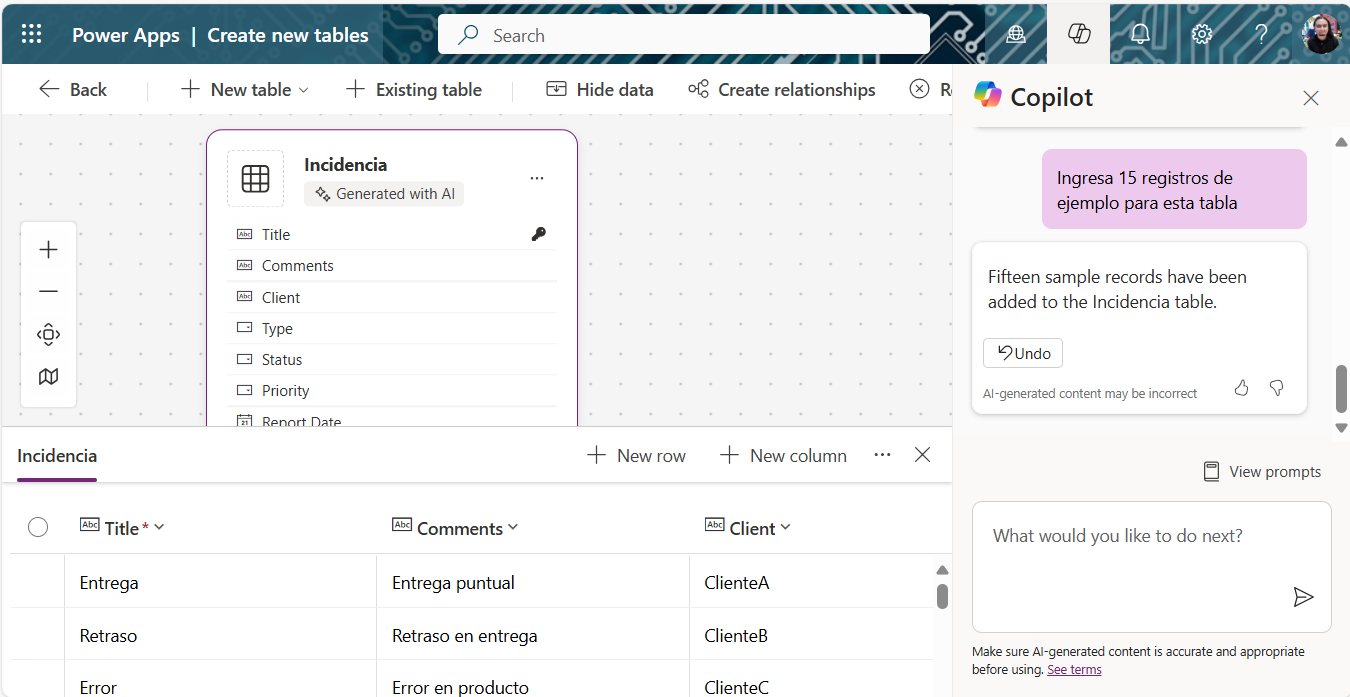 Power Apps | Create new tables
Search
Back
New table
Existing table
Hide data
Create relationships
Incidencia
Generated with AI
Title
Comments
Client
Type
Status
Priority
Report Date
Incidencia
New row
New column
Abc Title *
Abc Comments
Abc Client
Entrega
Entrega puntual
ClienteA
Retraso
Retraso en entrega
ClienteB
Error
Error en producto
ClienteC
Copilot
Ingresa 15 registros de
ejemplo para esta tabla
Fifteen sample records have been
added to the Incidencia table.
Undo
AI-generated content may be incorrect
View prompts
What would you like to do next?
Make sure AI-generated content is accurate and appropriate
before using. See terms